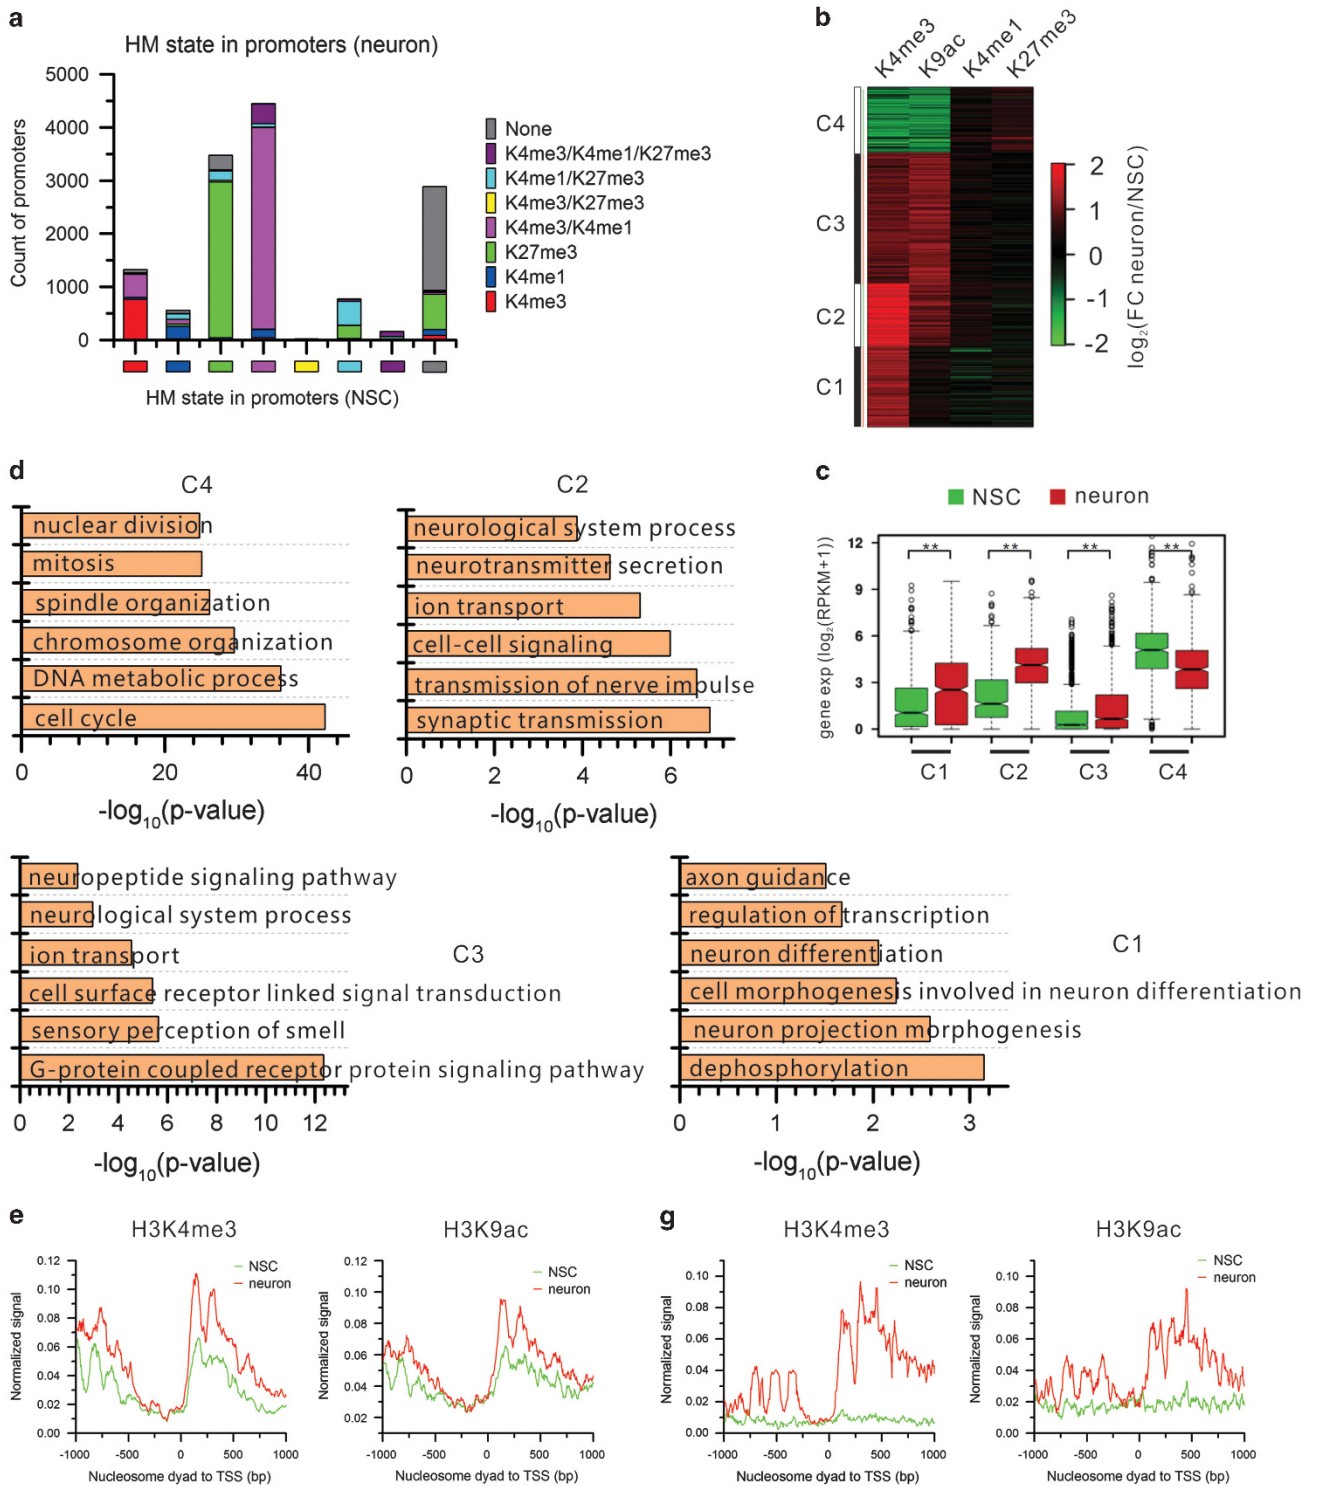 a
HM state in promoters (neuron)
Count of promoters
5000
4000
3000
2000
1000
0
None
K4me3/K4me1/K27me3
K4me1/K27me3
K4me3/K27me3
K4me3/K4me1
K27me3
K4me1
K4me3
HM state in promoters (NSC)
b
K4me3
K9ac
K4me1
K27me3
C4
C3
C2
C1
2
1
0
-1
-2
log2(FC neuron/NSC)
d
C4
nuclear division
mitosis
spindle organization
chromosome organization
DNA metabolic process
cell cycle
0 20 40
-log10(p-value)
C2
neurological system process
neurotransmitter secretion
ion transport
cell-cell signaling
transmission of nerve impulse
synaptic transmission
0 2 4 6
-log10(p-value)
c
NSC neuron
gene exp (log2(RPKM+1))
12
9
6
3
0
** ** ** **
C1 C2 C3 C4
neuropeptide signaling pathway
neurological system process
ion transport
cell surface receptor linked signal transduction
sensory perception of smell
G-protein coupled receptor protein signaling pathway
C3
0 2 4 6 8 10 12
-log10(p-value)
axon guidance
regulation of transcription
neuron differentiation
cell morphogenesis involved in neuron differentiation
neuron projection morphogenesis
dephosphorylation
C1
0 1 2 3
-log10(p-value)
e
H3K4me3
NSC
neuron
Normalized signal
0.12
0.10
0.08
0.06
0.04
0.02
0.00
-1000 -500 0 500 1000
Nucleosome dyad to TSS (bp)
H3K9ac
NSC
neuron
Normalized signal
0.12
0.10
0.08
0.06
0.04
0.02
-1000 -500 0 500 1000
Nucleosome dyad to TSS (bp)
g
H3K4me3
NSC
neuron
Normalized signal
0.10
0.08
0.06
0.04
0.02
0.00
-1000 -500 0 500 1000
Nucleosome dyad to TSS (bp)
H3K9ac
NSC
neuron
Normalized signal
0.10
0.08
0.06
0.04
0.02
0.00
-1000 -500 0 500 1000
Nucleosome dyad to TSS (bp)